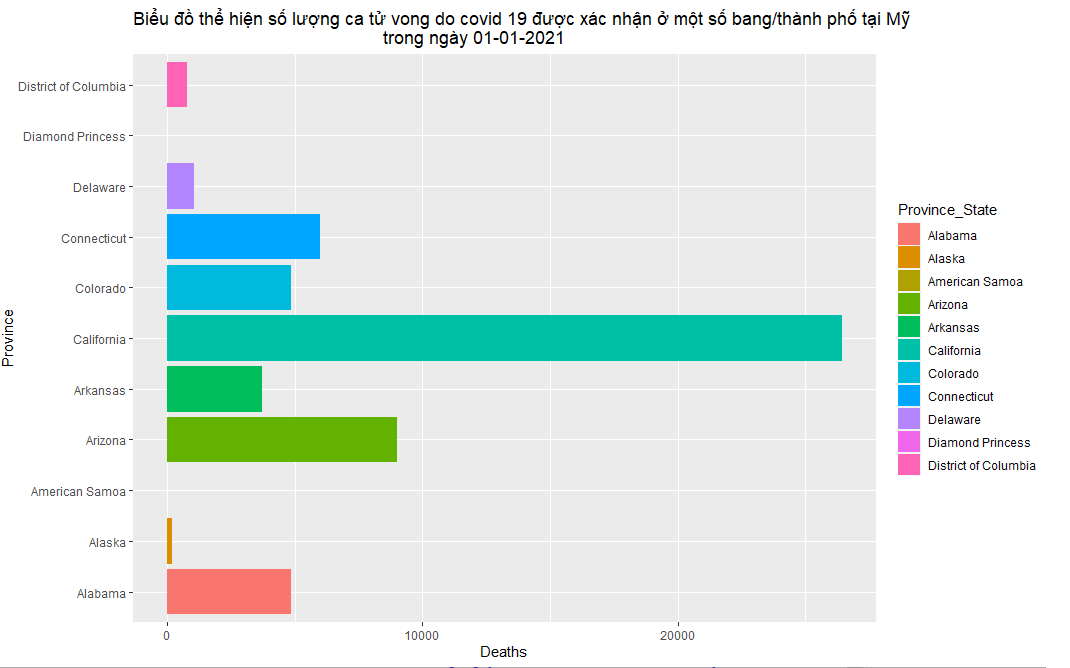 Biểu đồ thể hiện số lượng ca tử vong do covid 19 được xác nhận ở một số bang/thành phố tại Mỹ
trong ngày 01-01-2021
District of Columbia
Diamond Princess
Delaware
Connecticut
Colorado
California
Arkansas
Arizona
American Samoa
Alaska
Alabama
Province
0
10000
20000
Deaths
Province_State
Alabama
Alaska
American Samoa
Arizona
Arkansas
California
Colorado
Connecticut
Delaware
Diamond Princess
District of Columbia